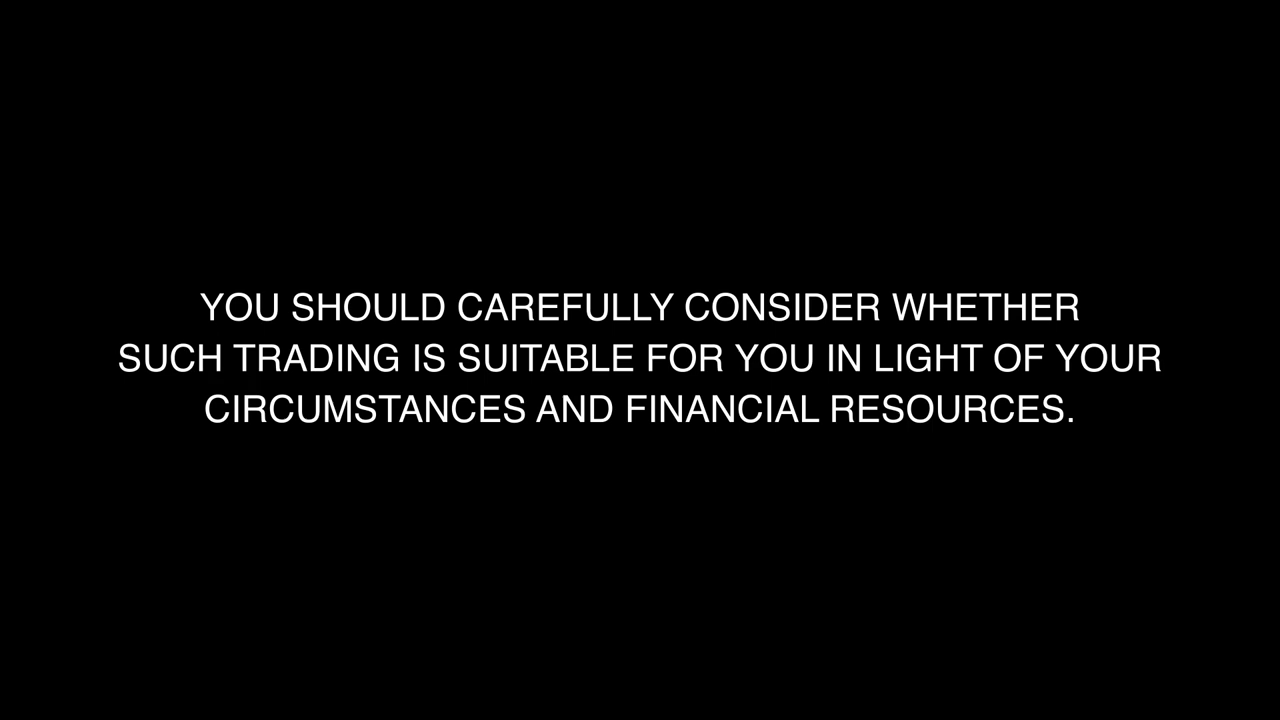 YOU SHOULD CAREFULLY CONSIDER WHETHER
SUCH TRADING IS SUITABLE FOR YOU IN LIGHT OF YOUR
CIRCUMSTANCES AND FINANCIAL RESOURCES.